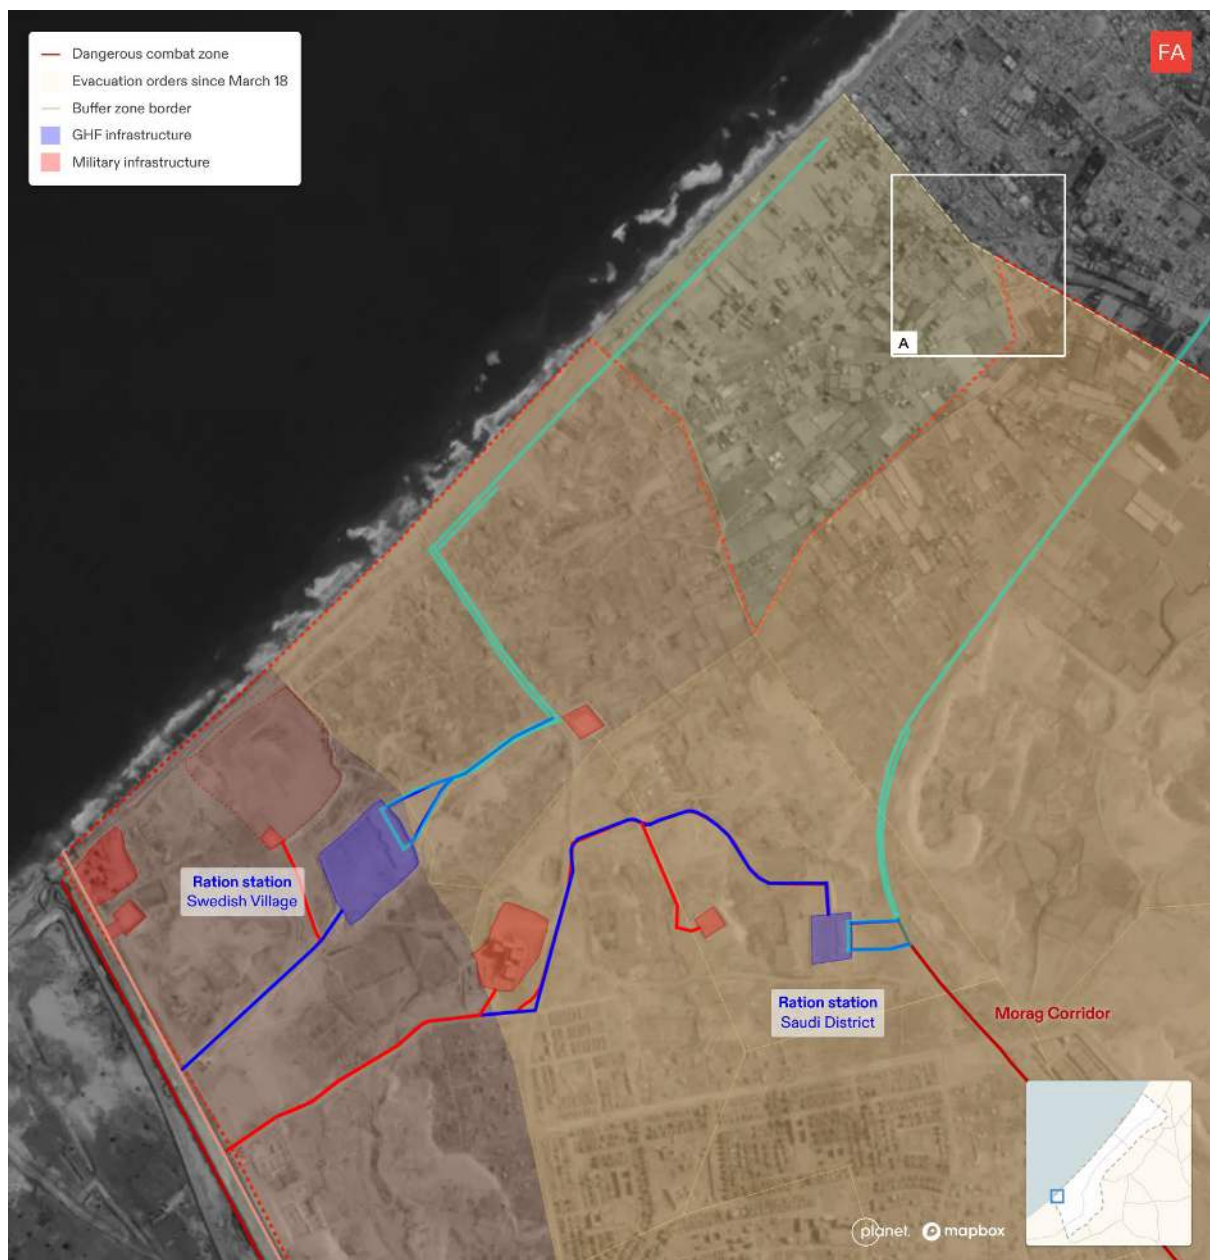 Dangerous combat zone
Evacuation orders since March 18
Buffer zone border
GHF infrastructure
Military infrastructure
FA
A
Ration station
Swedish Village
Ration station
Saudi District
Morag Corridor
planet.
mapbox